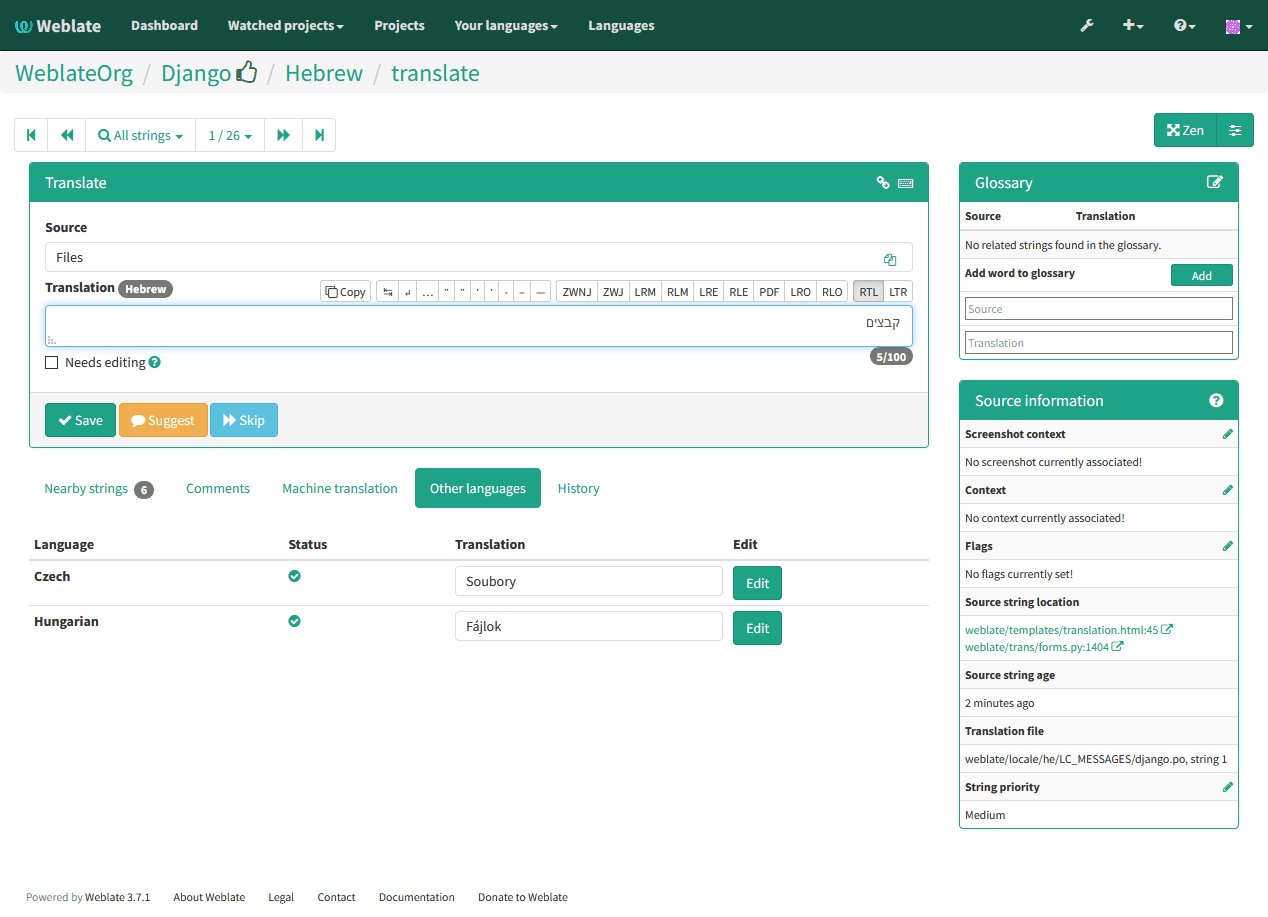 Weblate Dashboard Watched projects Projects Your languages Languages
WeblateOrg / Django / Hebrew / translate
All strings 1 / 26 Zen
Translate
Source
Files
Translation Hebrew Copy … ” ” ’ ’ - – — ZWNJ ZWJ LRM RLM LRE RLE PDF LRO RLO RTL LTR
קבצים
Needs editing 5/100
Save Suggest Skip
Nearby strings 6 Comments Machine translation Other languages History
Language Status Translation Edit
Czech Soubory Edit
Hungarian Fájlok Edit
Glossary
Source Translation
No related strings found in the glossary.
Add word to glossary Add
Source
Translation
Source information
Screenshot context
No screenshot currently associated!
Context
No context currently associated!
Flags
No flags currently set!
Source string location
weblate/templates/translation.html:45
weblate/trans/forms.py:1404
Source string age
2 minutes ago
Translation file
weblate/locale/he/LC_MESSAGES/django.po, string 1
String priority
Medium
Powered by Weblate 3.7.1 About Weblate Legal Contact Documentation Donate to Weblate